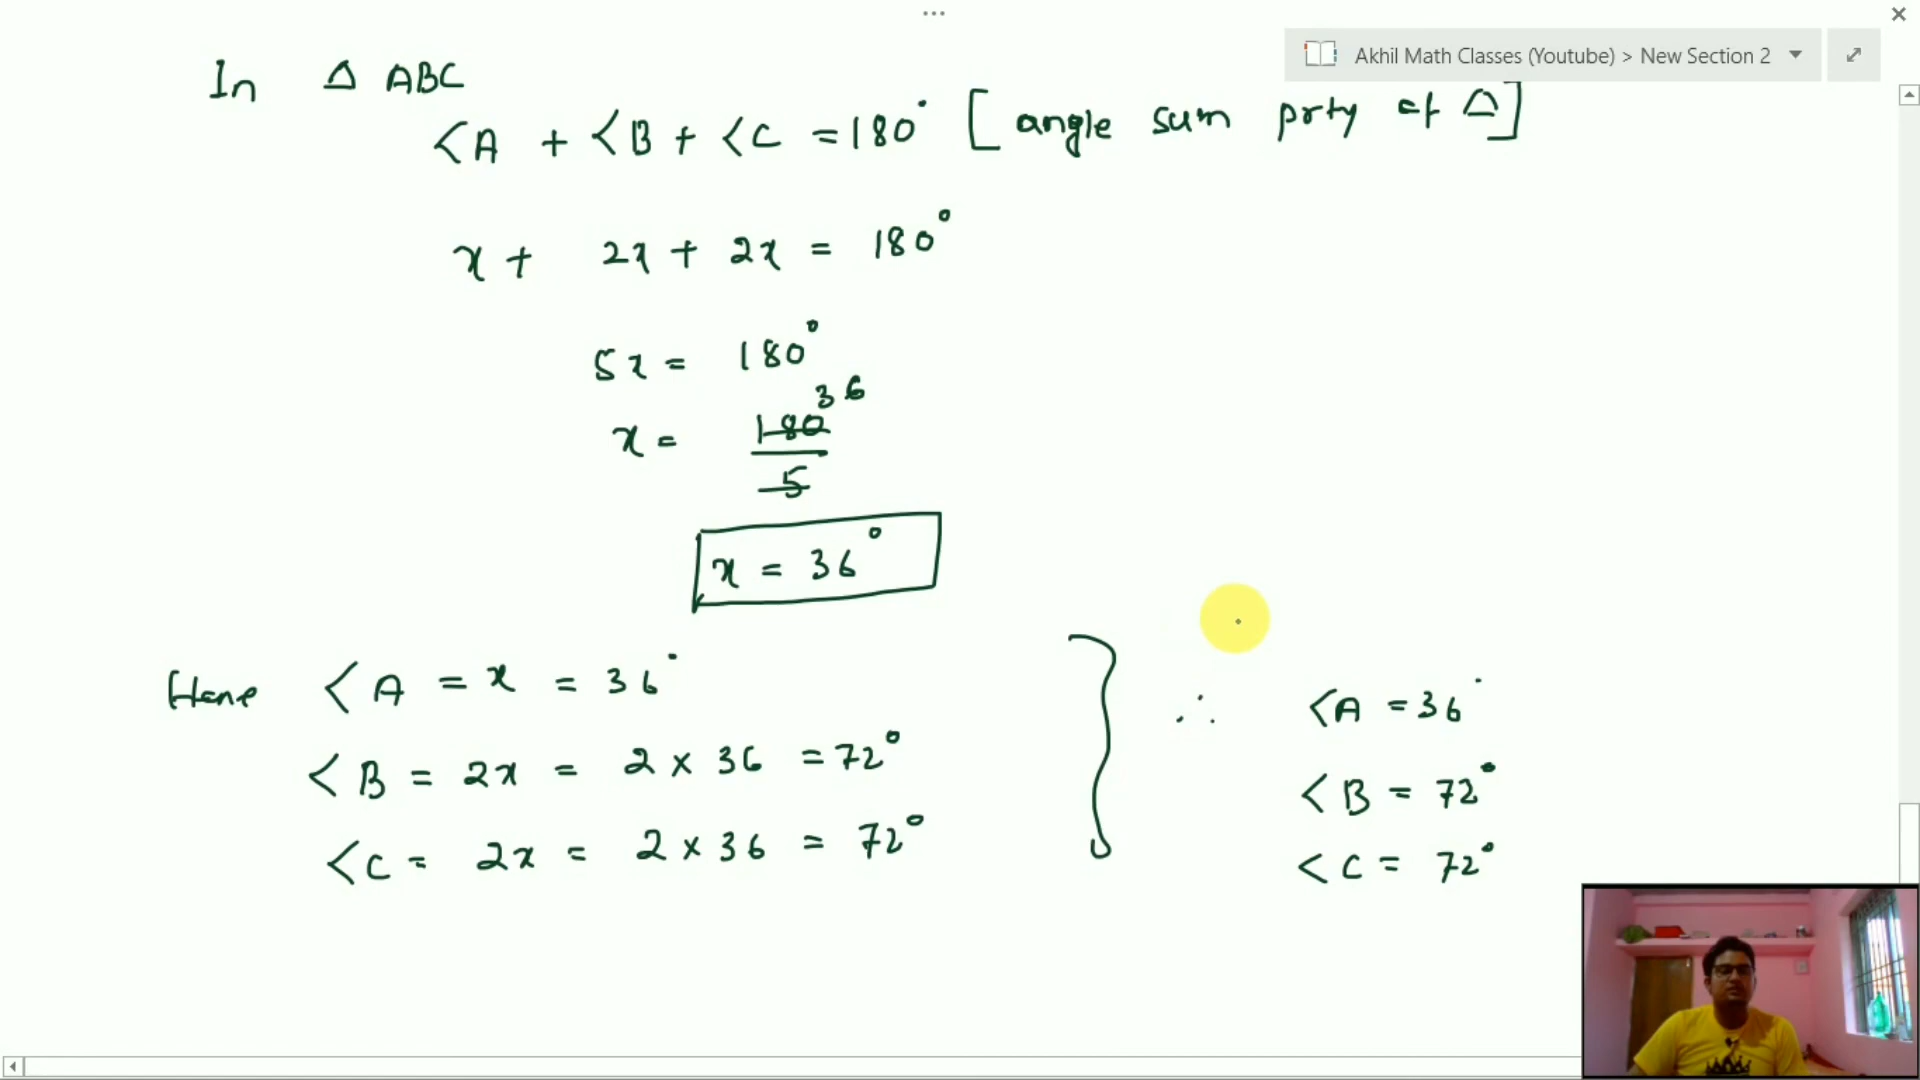 Akhil Math Classes (Youtube) > New Section 2
In △ ABC
<A + <B + <C = 180° [angle sum prty of △]
x + 2x + 2x = 180°
5x = 180°
x = 180/5 36
x = 36°
<A = x = 36°
<B = 2x = 2 × 36 = 72°
<C = 2x = 2 × 36 = 72°
∴ <A = 36°
<B = 72°
<C = 72°